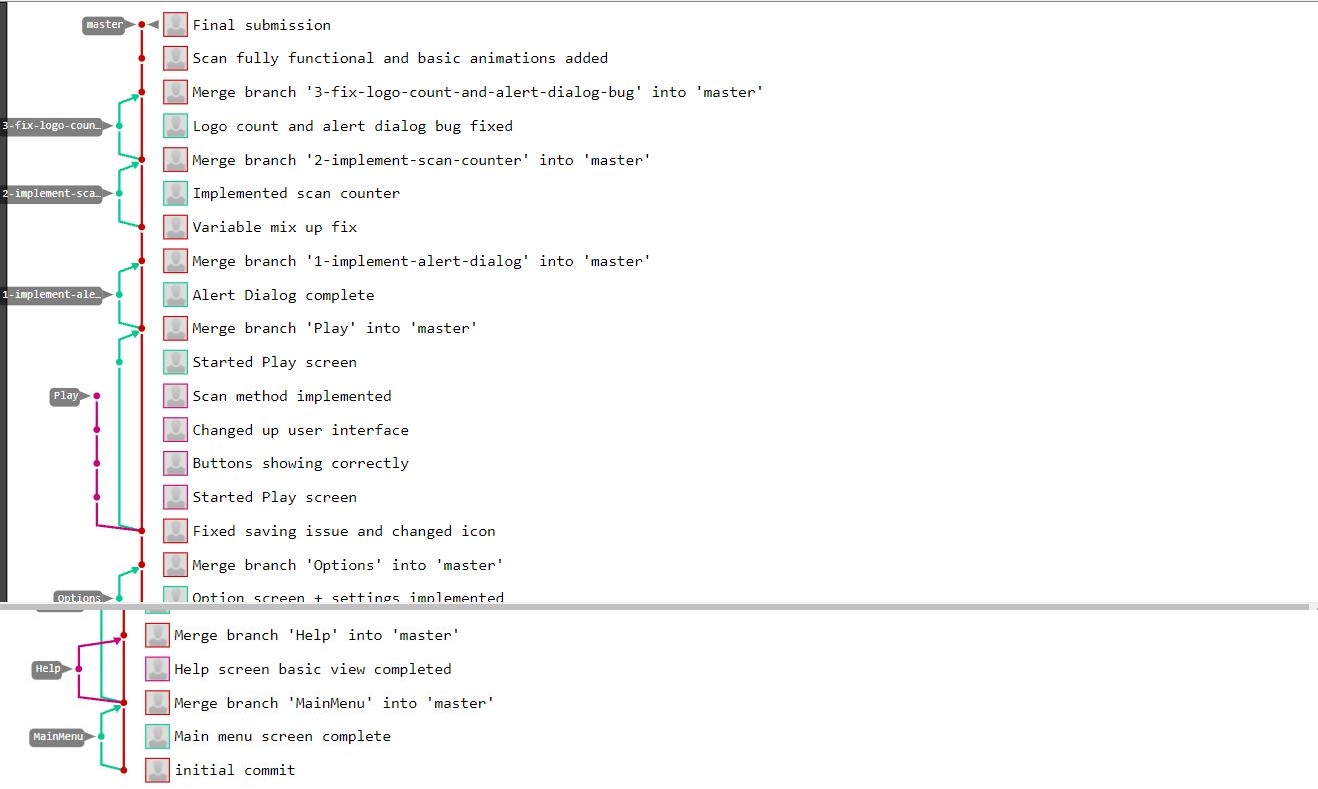 master Final submission
Scan fully functional and basic animations added
Merge branch '3-fix-logo-count-and-alert-dialog-bug' into 'master'
3-fix-logo-coun… Logo count and alert dialog bug fixed
Merge branch '2-implement-scan-counter' into 'master'
2-implement-sca… Implemented scan counter
Variable mix up fix
Merge branch '1-implement-alert-dialog' into 'master'
1-implement-ale… Alert Dialog complete
Merge branch 'Play' into 'master'
Started Play screen
Play Scan method implemented
Changed up user interface
Buttons showing correctly
Started Play screen
Fixed saving issue and changed icon
Merge branch 'Options' into 'master'
Options Option screen + settings implemented
Merge branch 'Help' into 'master'
Help Help screen basic view completed
Merge branch 'MainMenu' into 'master'
MainMenu Main menu screen complete
initial commit